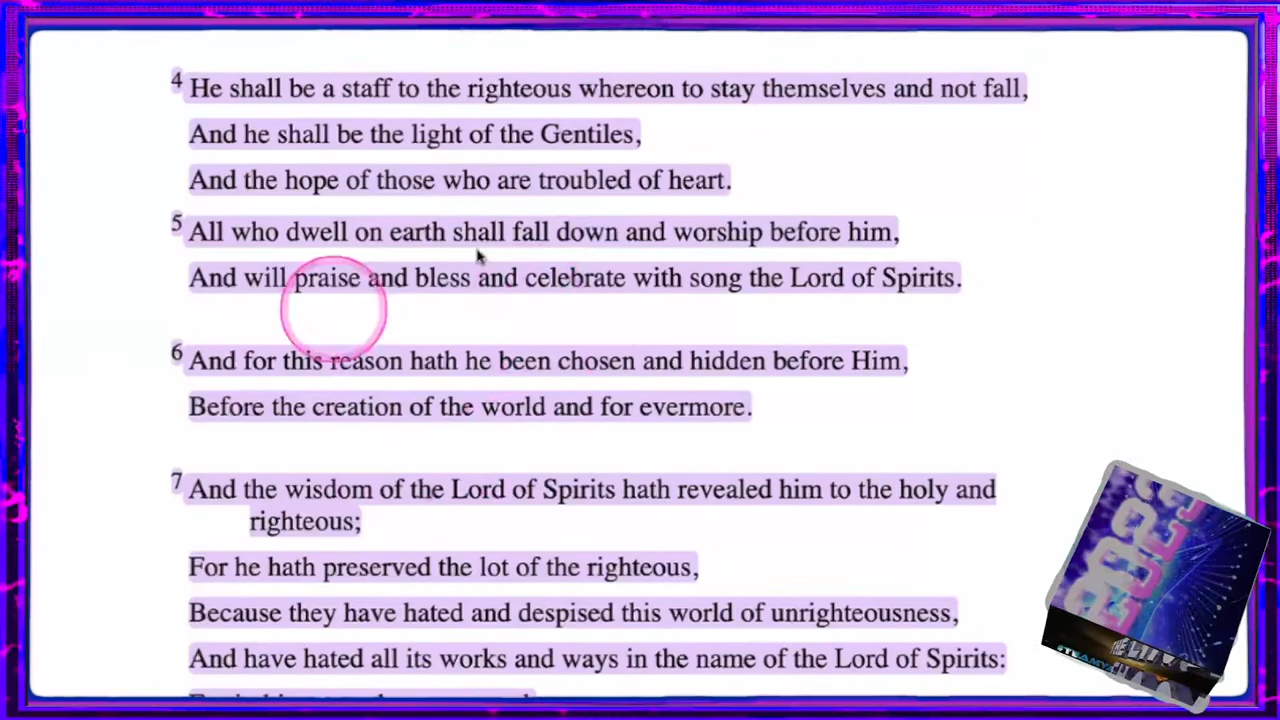 4 He shall be a staff to the righteous whereon to stay themselves and not fall,
And he shall be the light of the Gentiles,
And the hope of those who are troubled of heart.
5 All who dwell on earth shall fall down and worship before him,
And will praise and bless and celebrate with song the Lord of Spirits.
6 And for this reason hath he been chosen and hidden before Him,
Before the creation of the world and for evermore.
7 And the wisdom of the Lord of Spirits hath revealed him to the holy and
righteous;
For he hath preserved the lot of the righteous,
Because they have hated and despised this world of unrighteousness,
And have hated all its works and ways in the name of the Lord of Spirits: